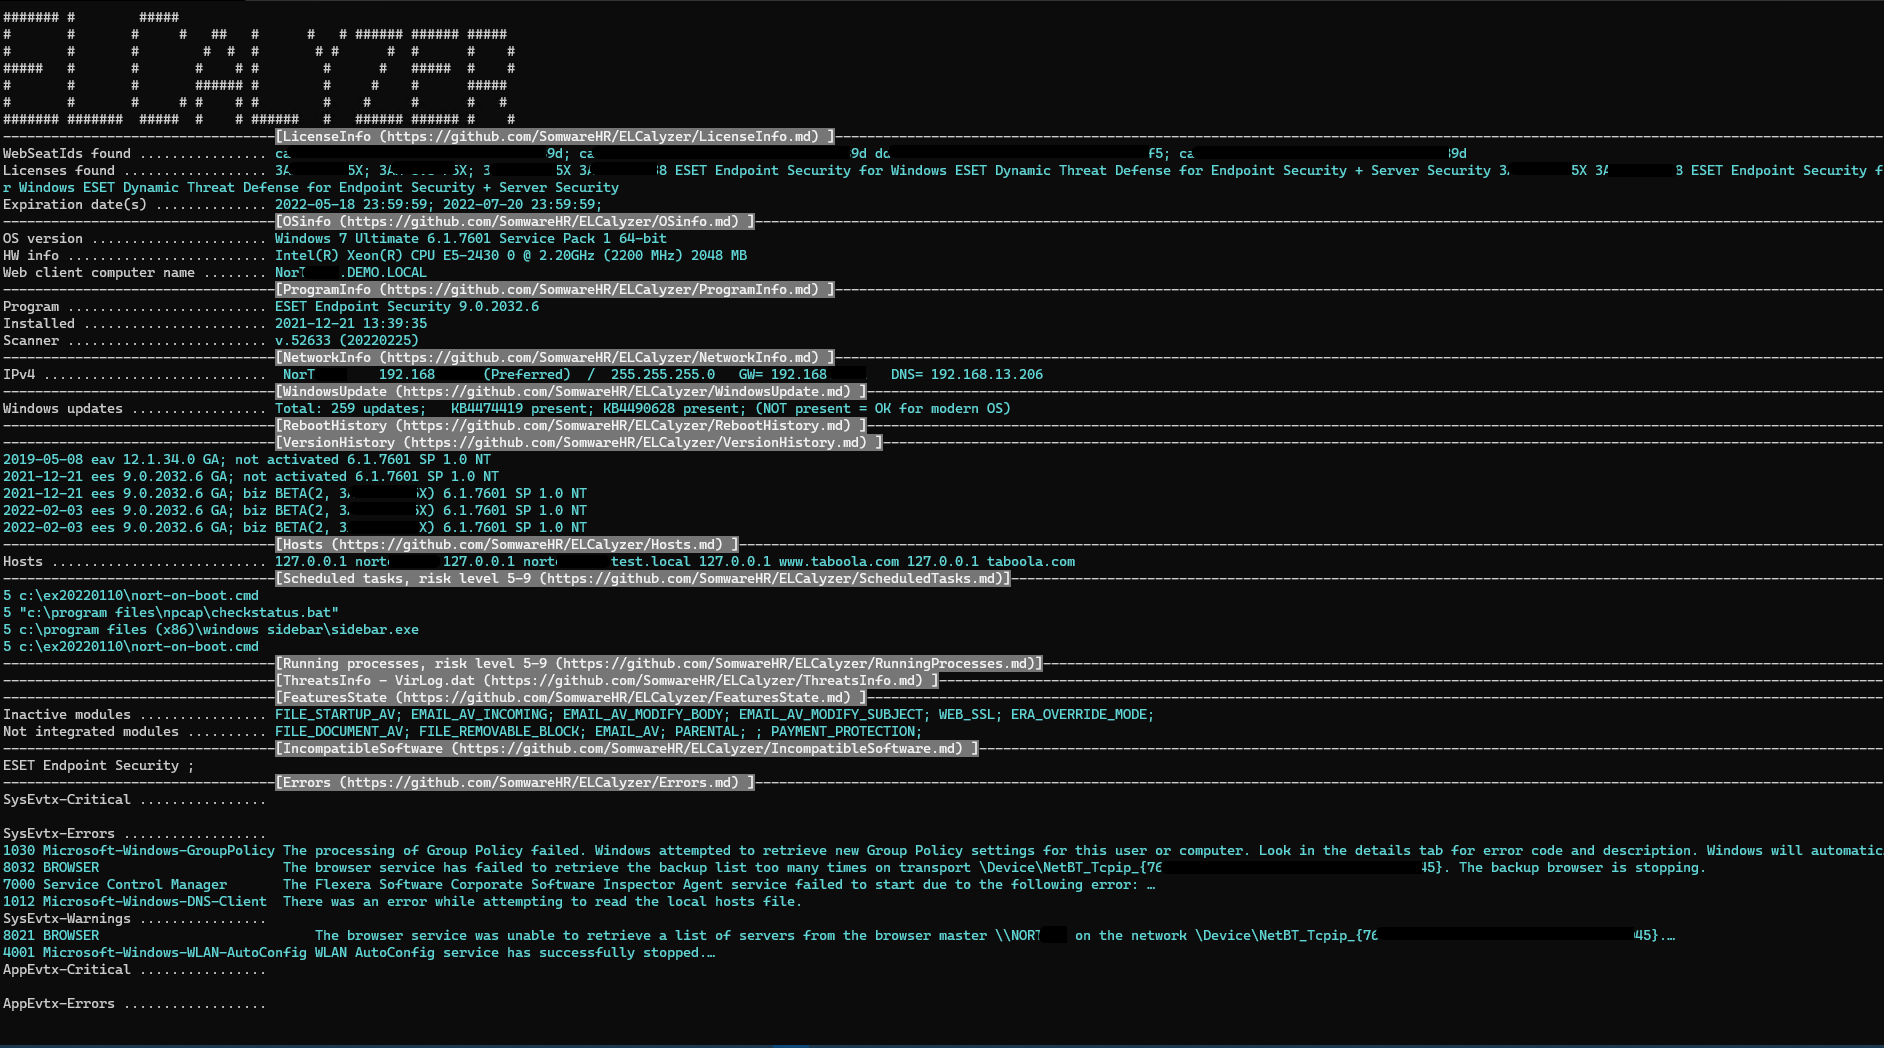 [LicenseInfo (https://github.com/SomwareHR/ELCalyzer/LicenseInfo.md) ]
WebSeatIds found ................ ca 9d; ca 9d dd f5; ca 9d
Licenses found .................. 3A 5X; 3A 5X; 3 5X 3A 8 ESET Endpoint Security for Windows ESET Dynamic Threat Defense for Endpoint Security + Server Security 3A 5X 3A 8 ESET Endpoint Security f
r Windows ESET Dynamic Threat Defense for Endpoint Security + Server Security
Expiration date(s) .............. 2022-05-18 23:59:59; 2022-07-20 23:59:59;
[OSinfo (https://github.com/SomwareHR/ELCalyzer/OSinfo.md) ]
OS version ...................... Windows 7 Ultimate 6.1.7601 Service Pack 1 64-bit
HW info ......................... Intel(R) Xeon(R) CPU E5-2430 0 @ 2.20GHz (2200 MHz) 2048 MB
Web client computer name ........ NorT .DEMO.LOCAL
[ProgramInfo (https://github.com/SomwareHR/ELCalyzer/ProgramInfo.md) ]
Program ......................... ESET Endpoint Security 9.0.2032.6
Installed ....................... 2021-12-21 13:39:35
Scanner ......................... v.52633 (20220225)
[NetworkInfo (https://github.com/SomwareHR/ELCalyzer/NetworkInfo.md) ]
IPv4 ............................ NorT 192.168 (Preferred) / 255.255.255.0 GW= 192.168 DNS= 192.168.13.206
[WindowsUpdate (https://github.com/SomwareHR/ELCalyzer/WindowsUpdate.md) ]
Windows updates ................. Total: 259 updates; KB4474419 present; KB4490628 present; (NOT present = OK for modern OS)
[RebootHistory (https://github.com/SomwareHR/ELCalyzer/RebootHistory.md) ]
[VersionHistory (https://github.com/SomwareHR/ELCalyzer/VersionHistory.md) ]
2019-05-08 eav 12.1.34.0 GA; not activated 6.1.7601 SP 1.0 NT
2021-12-21 ees 9.0.2032.6 GA; not activated 6.1.7601 SP 1.0 NT
2021-12-21 ees 9.0.2032.6 GA; biz BETA(2, 3 X) 6.1.7601 SP 1.0 NT
2022-02-03 ees 9.0.2032.6 GA; biz BETA(2, 3 X) 6.1.7601 SP 1.0 NT
2022-02-03 ees 9.0.2032.6 GA; biz BETA(2, 3 X) 6.1.7601 SP 1.0 NT
[Hosts (https://github.com/SomwareHR/ELCalyzer/Hosts.md) ]
Hosts ........................... 127.0.0.1 nort 127.0.0.1 nort test.local 127.0.0.1 www.taboola.com 127.0.0.1 taboola.com
[Scheduled tasks, risk level 5-9 (https://github.com/SomwareHR/ELCalyzer/ScheduledTasks.md)]
5 c:\ex20220110\nort-on-boot.cmd
5 "c:\program files\npcap\checkstatus.bat"
5 c:\program files (x86)\windows sidebar\sidebar.exe
5 c:\ex20220110\nort-on-boot.cmd
[Running processes, risk level 5-9 (https://github.com/SomwareHR/ELCalyzer/RunningProcesses.md)]
[ThreatsInfo - VirLog.dat (https://github.com/SomwareHR/ELCalyzer/ThreatsInfo.md) ]
[FeaturesState (https://github.com/SomwareHR/ELCalyzer/FeaturesState.md) ]
Inactive modules ................ FILE_STARTUP_AV; EMAIL_AV_INCOMING; EMAIL_AV_MODIFY_BODY; EMAIL_AV_MODIFY_SUBJECT; WEB_SSL; ERA_OVERRIDE_MODE;
Not integrated modules .......... FILE_DOCUMENT_AV; FILE_REMOVABLE_BLOCK; EMAIL_AV; PARENTAL; ; PAYMENT_PROTECTION;
[IncompatibleSoftware (https://github.com/SomwareHR/ELCalyzer/IncompatibleSoftware.md) ]
ESET Endpoint Security ;
[Errors (https://github.com/SomwareHR/ELCalyzer/Errors.md) ]
SysEvtx-Critical ................
SysEvtx-Errors ..................
1030 Microsoft-Windows-GroupPolicy The processing of Group Policy failed. Windows attempted to retrieve new Group Policy settings for this user or computer. Look in the details tab for error code and description. Windows will automatic
8032 BROWSER The browser service has failed to retrieve the backup list too many times on transport \Device\NetBT_Tcpip_{76 45}. The backup browser is stopping.
7000 Service Control Manager The Flexera Software Corporate Software Inspector Agent service failed to start due to the following error: …
1012 Microsoft-Windows-DNS-Client There was an error while attempting to read the local hosts file.
SysEvtx-Warnings ................
8021 BROWSER The browser service was unable to retrieve a list of servers from the browser master \\NORT on the network \Device\NetBT_Tcpip_{76 45}.…
4001 Microsoft-Windows-WLAN-AutoConfig WLAN AutoConfig service has successfully stopped.…
AppEvtx-Critical ................
AppEvtx-Errors ..................